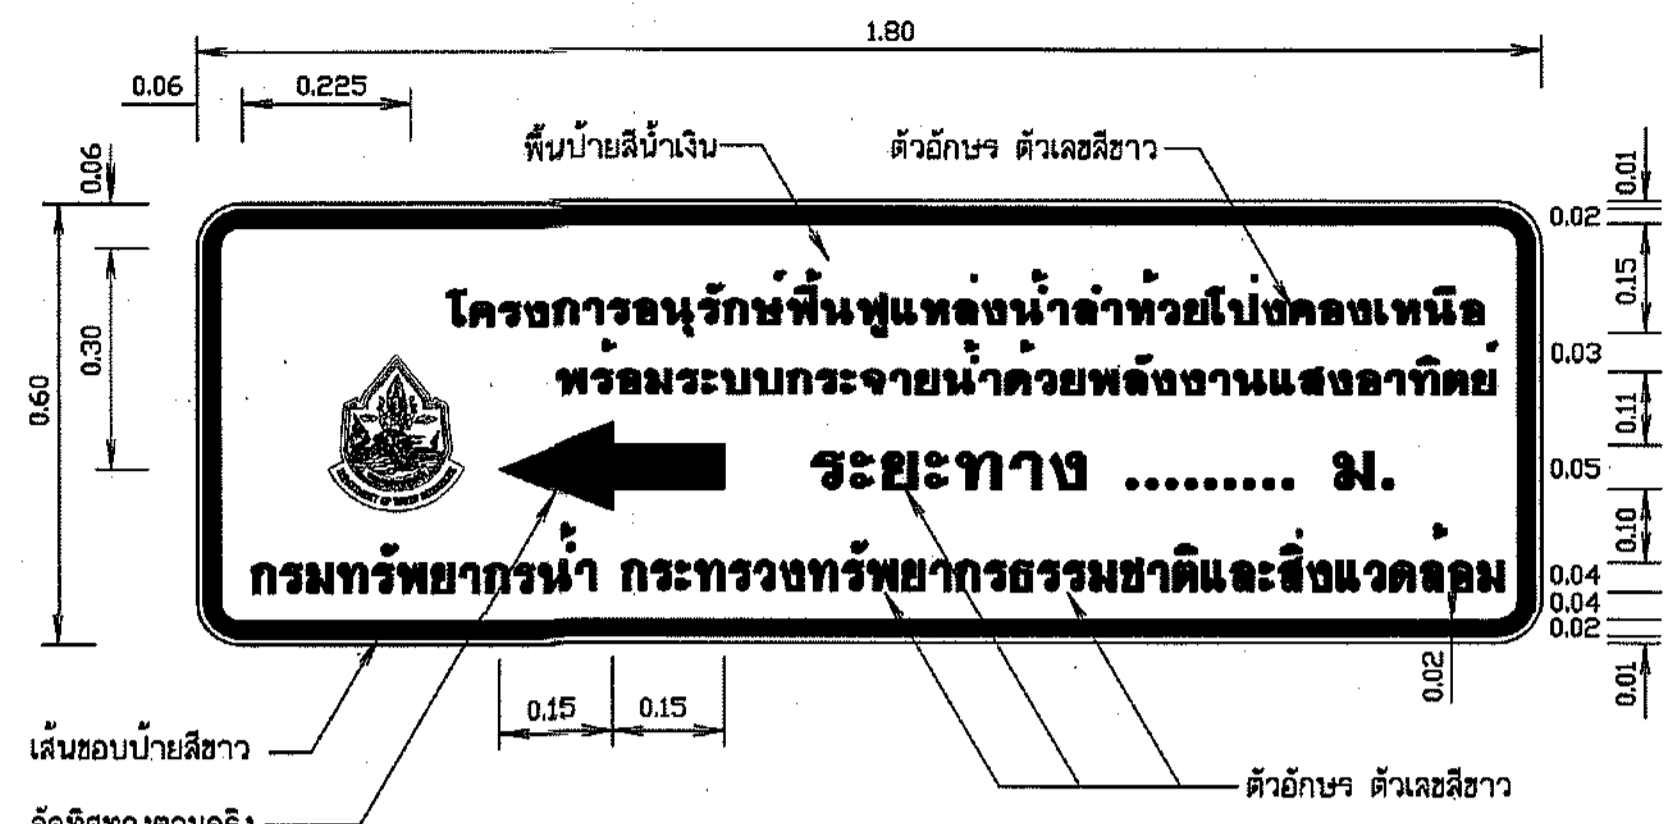 1.80
0.06 0.225
พื้นป้ายสีน้ำเงิน ตัวอักษร ตัวเลขสีขาว
0.06 0.01
0.02
0.15
โครงการอนุรักษ์ฟื้นฟูแหล่งน้ำลำห้วยโป่งคองเหนือ
0.30 0.03
พร้อมระบบกระจายน้ำด้วยพลังงานแสงอาทิตย์
0.60 0.11
ระยะทาง ......... ม. 0.05
DEPARTMENT OF WATER RESOURCES
0.10
กรมทรัพยากรน้ำ กระทรวงทรัพยากรธรรมชาติและสิ่งแวดล้อม 0.04
0.04
0.02
0.02 0.01
0.15 0.15
เส้นขอบป้ายสีขาว
ตัวอักษร ตัวเลขสีขาว